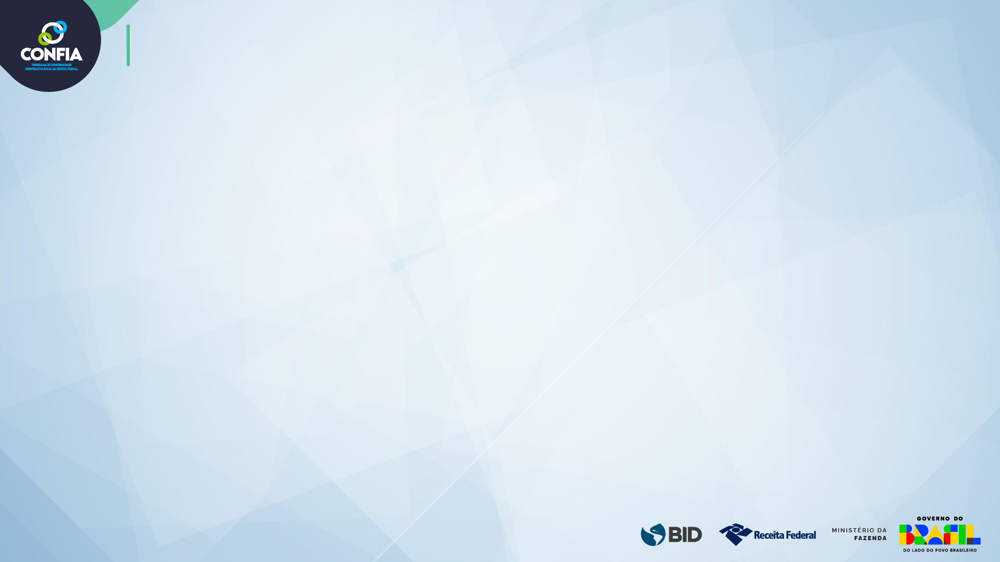 CONFIA
PROGRAMA DE CONFORMIDADE
COOPERATIVA FISCAL DA RECEITA FEDERAL
BID
Receita Federal
MINISTÉRIO DA
FAZENDA
GOVERNO DO
BRASIL
DO LADO DO POVO BRASILEIRO